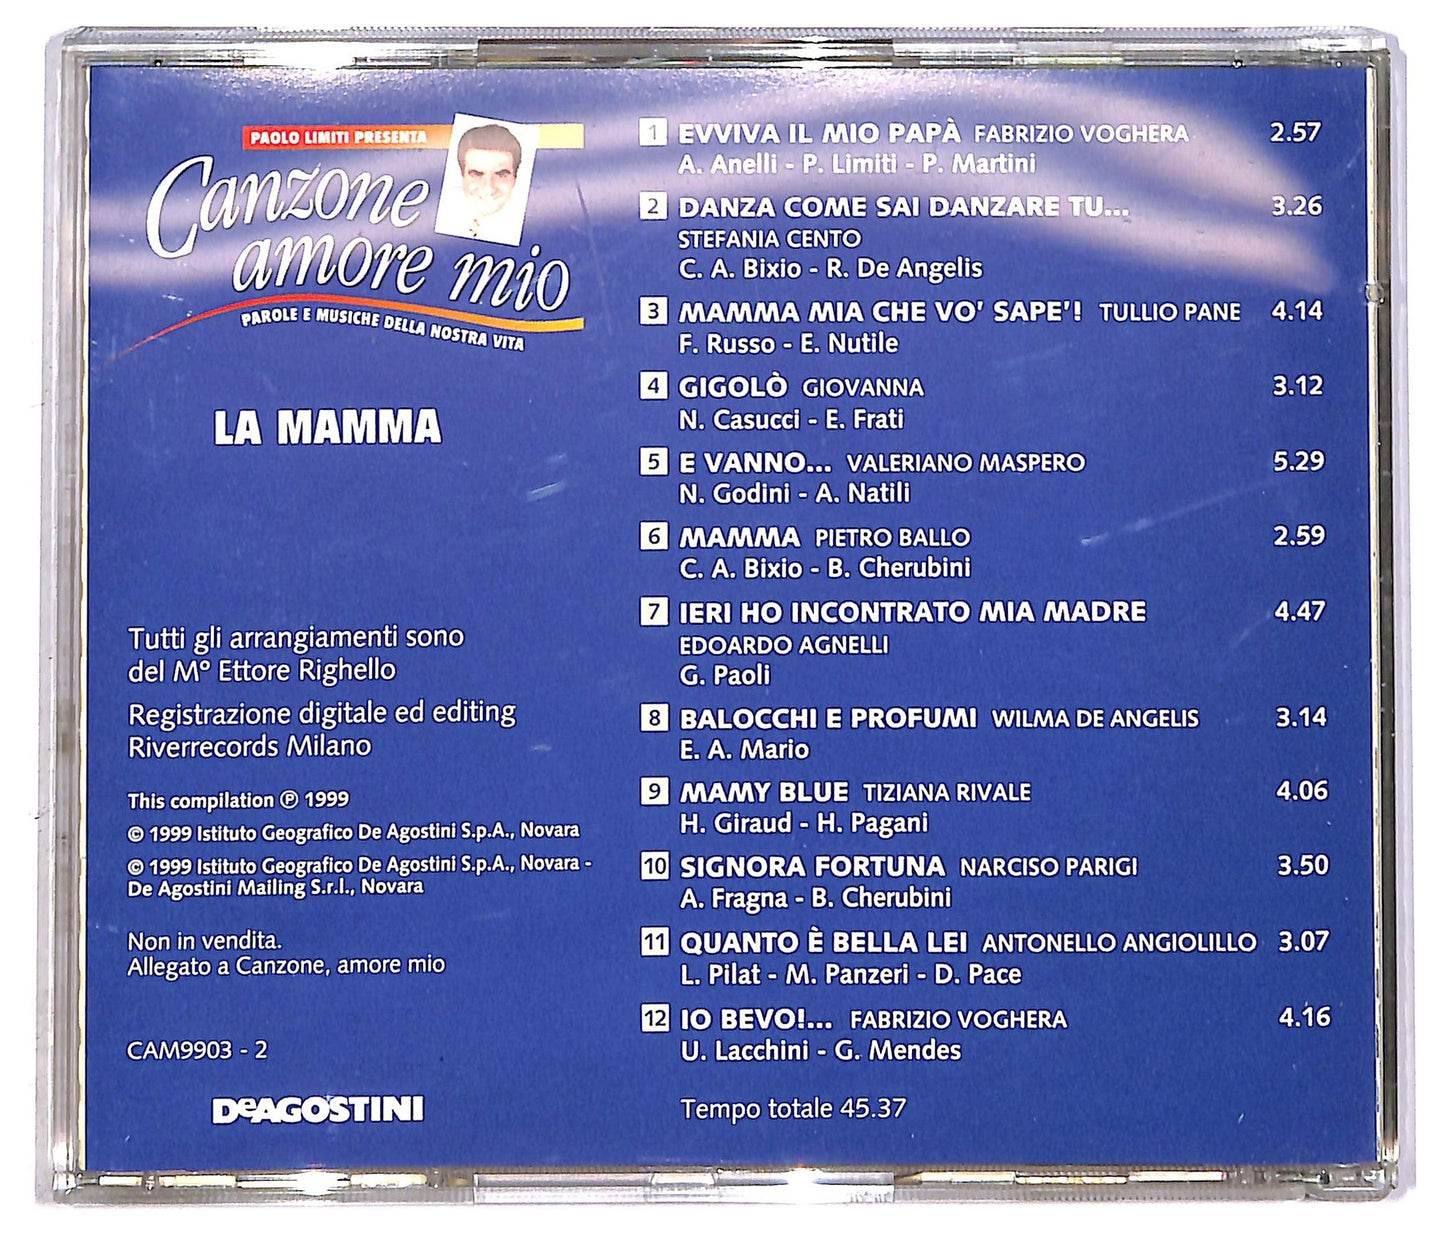 PAOLO LIMITI PRESENTA
Canzone
amore mio
PAROLE E MUSICHE DELLA NOSTRA VITA
LA MAMMA
Tutti gli arrangiamenti sono
del Mº Ettore Righello
Registrazione digitale ed editing
Riverrecords Milano
This compilation ℗ 1999
© 1999 Istituto Geografico De Agostini S.p.A., Novara
© 1999 Istituto Geografico De Agostini S.p.A., Novara -
De Agostini Mailing S.r.l., Novara
Non in vendita.
Allegato a Canzone, amore mio
CAM9903 - 2
DeAGOSTINI
1 EVVIVA IL MIO PAPÀ FABRIZIO VOGHERA 2.57
A. Anelli - P. Limiti - P. Martini
2 DANZA COME SAI DANZARE TU... 3.26
STEFANIA CENTO
C. A. Bixio - R. De Angelis
3 MAMMA MIA CHE VO' SAPE'! TULLIO PANE 4.14
F. Russo - E. Nutile
4 GIGOLÒ GIOVANNA 3.12
N. Casucci - E. Frati
5 E VANNO... VALERIANO MASPERO 5.29
N. Godini - A. Natili
6 MAMMA PIETRO BALLO 2.59
C. A. Bixio - B. Cherubini
7 IERI HO INCONTRATO MIA MADRE 4.47
EDOARDO AGNELLI
G. Paoli
8 BALOCCHI E PROFUMI WILMA DE ANGELIS 3.14
E. A. Mario
9 MAMY BLUE TIZIANA RIVALE 4.06
H. Giraud - H. Pagani
10 SIGNORA FORTUNA NARCISO PARIGI 3.50
A. Fragna - B. Cherubini
11 QUANTO È BELLA LEI ANTONELLO ANGIOLILLO 3.07
L. Pilat - M. Panzeri - D. Pace
12 IO BEVO!... FABRIZIO VOGHERA 4.16
U. Lacchini - G. Mendes
Tempo totale 45.37